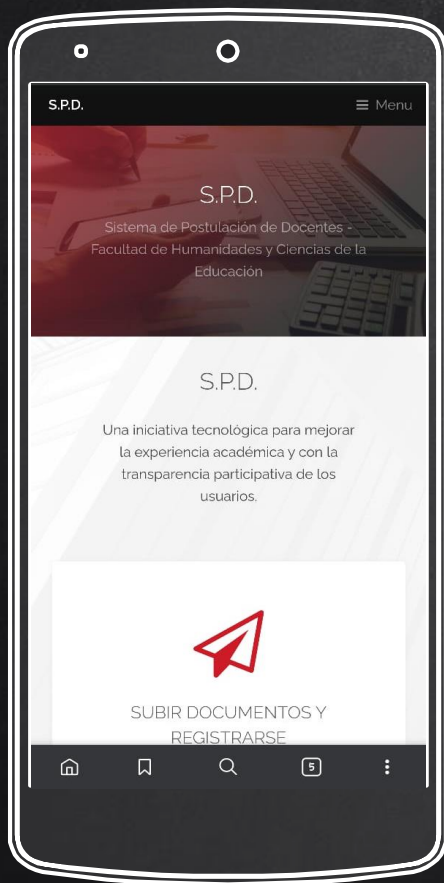 S.P.D.
Menu
S.P.D.
Sistema de Postulación de Docentes -
Facultad de Humanidades y Ciencias de la
Educación
S.P.D.
Una iniciativa tecnológica para mejorar
la experiencia académica y con la
transparencia participativa de los
usuarios.
SUBIR DOCUMENTOS Y
REGISTRARSE
5